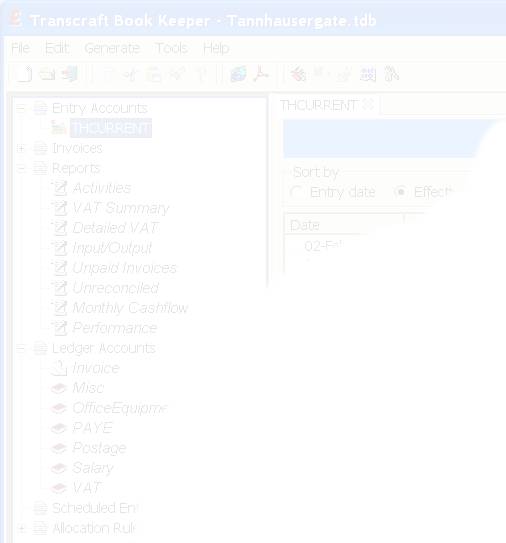 Transcraft Book Keeper - Tannhausergate.tdb
File Edit Generate Tools Help
Entry Accounts
THCURRENT
Invoices
Reports
Activities
VAT Summary
Detailed VAT
Input/Output
Unpaid Invoices
Unreconciled
Monthly Cashflow
Performance
Ledger Accounts
Invoice
Misc
OfficeEquipme
PAYE
Postage
Salary
VAT
Scheduled En
Allocation Rul
THCURRENT
Sort by
Entry date Effect
Date
02-Fe